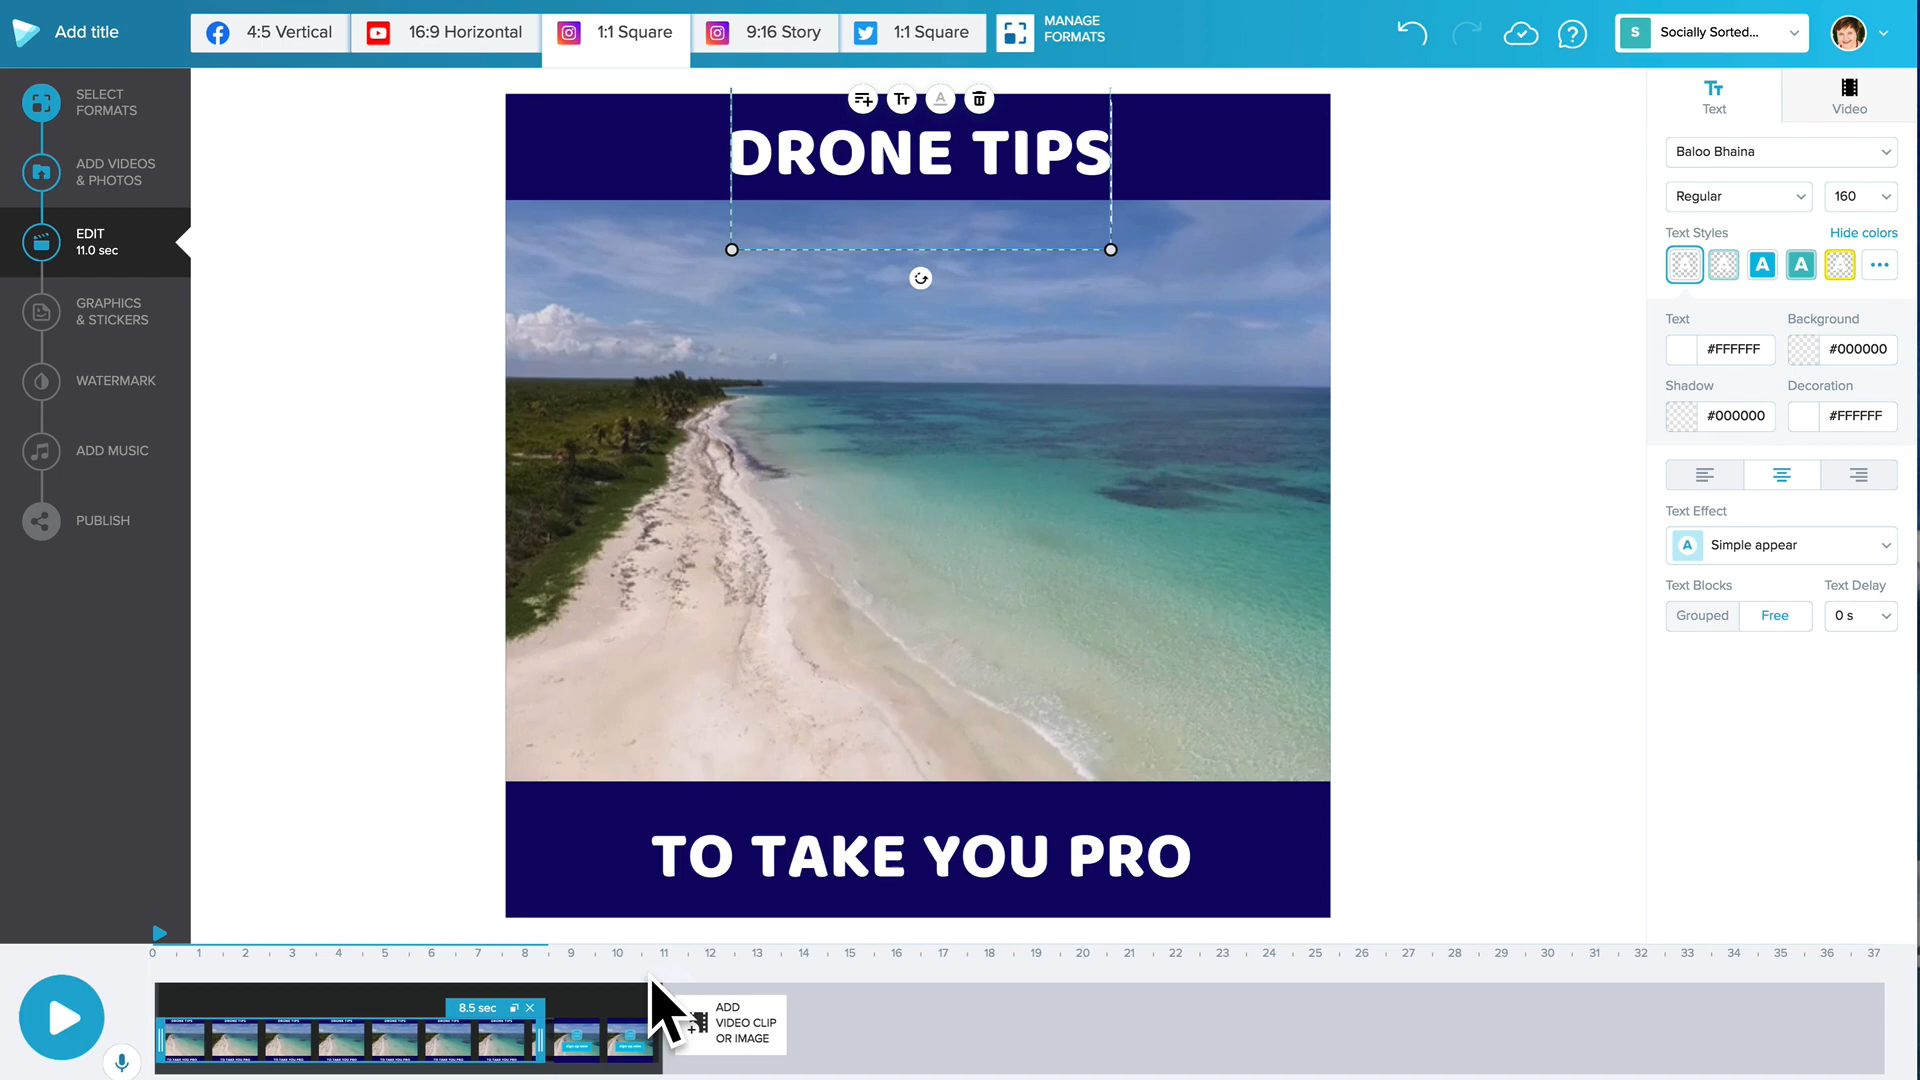 Add title
4:5 Vertical
16:9 Horizontal
1:1 Square
9:16 Story
1:1 Square
MANAGE
FORMATS
S
Socially Sorted...
SELECT
FORMATS
ADD VIDEOS
& PHOTOS
EDIT
11.0 sec
GRAPHICS
& STICKERS
WATERMARK
ADD MUSIC
PUBLISH
DRONE TIPS
TO TAKE YOU PRO
Tt
Text
Video
Baloo Bhaina
Regular
160
Text Styles
Hide colors
A
A
Text
Background
#FFFFFF
#000000
Shadow
Decoration
#000000
#FFFFFF
Text Effect
A
Simple appear
Text Blocks
Text Delay
Grouped
Free
0 s
0 1 2 3 4 5 6 7 8 9 10 11 12 13 14 15 16 17 18 19 20 21 22 23 24 25 26 27 28 29 30 31 32 33 34 35 36 37
8.5 sec
ADD
VIDEO CLIP
OR IMAGE